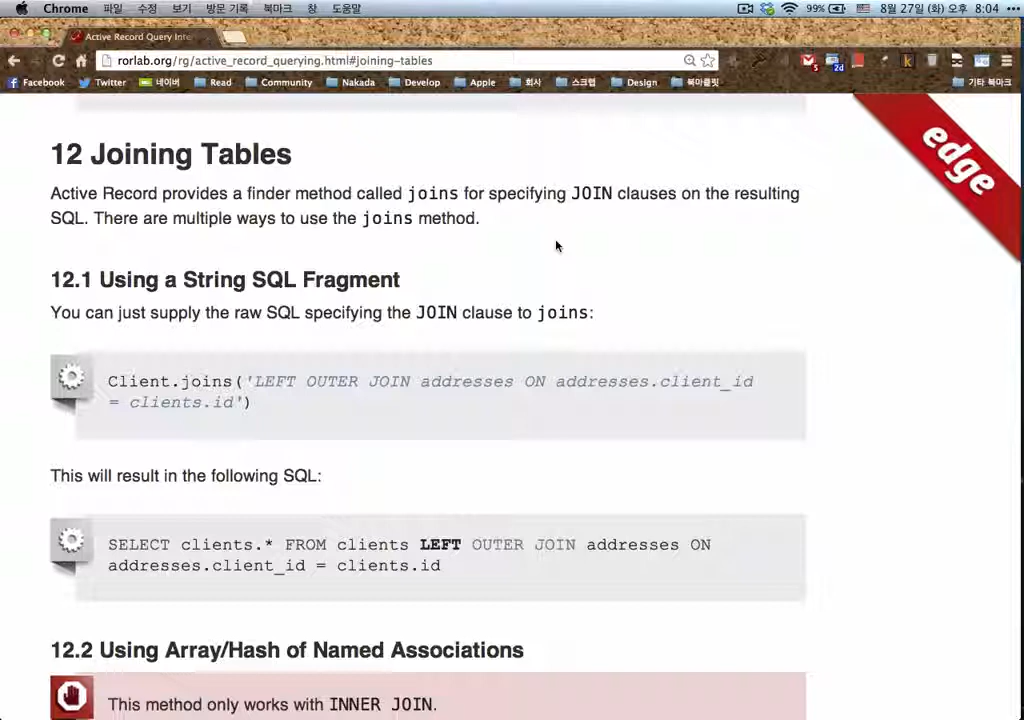 Chrome 파일 수정 보기 방문 기록 북마크 창 도움말 99% 8월 27일 (화) 오후 8:04
Active Record Query Inte
rorlab.org/rg/active_record_querying.html#joining-tables
Facebook Twitter 네이버 Read Community Nakada Develop Apple 회사 스크랩 Design 북마클릿 기타 북마크
edge
12 Joining Tables
Active Record provides a finder method called joins for specifying JOIN clauses on the resulting
SQL. There are multiple ways to use the joins method.
12.1 Using a String SQL Fragment
You can just supply the raw SQL specifying the JOIN clause to joins:
Client.joins('LEFT OUTER JOIN addresses ON addresses.client_id
= clients.id')
This will result in the following SQL:
SELECT clients.* FROM clients LEFT OUTER JOIN addresses ON
addresses.client_id = clients.id
12.2 Using Array/Hash of Named Associations
This method only works with INNER JOIN.